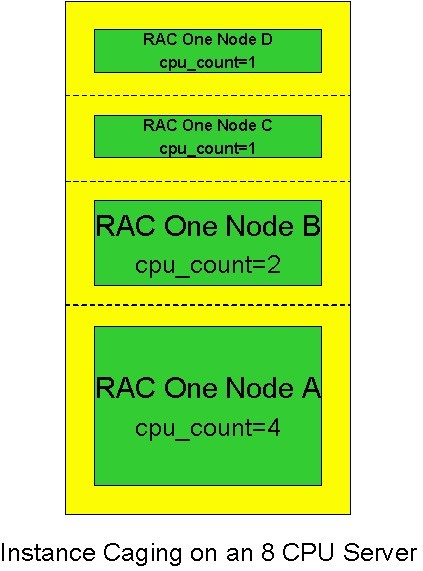 RAC One Node D
cpu_count=1
RAC One Node C
cpu_count=1
RAC One Node B
cpu_count=2
RAC One Node A
cpu_count=4
Instance Caging on an 8 CPU Server